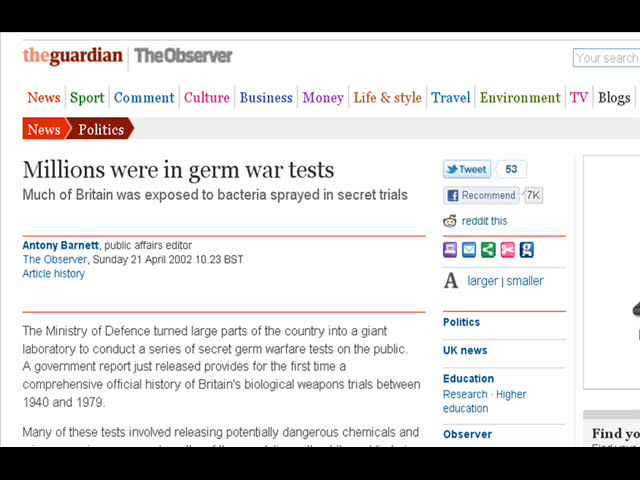 theguardian TheObserver
Your search
News Sport Comment Culture Business Money Life & style Travel Environment TV Blogs
News Politics
Millions were in germ war tests
Much of Britain was exposed to bacteria sprayed in secret trials
Tweet 53
Recommend 7K
reddit this
Antony Barnett, public affairs editor
The Observer, Sunday 21 April 2002 10.23 BST
Article history
A larger | smaller
The Ministry of Defence turned large parts of the country into a giant
laboratory to conduct a series of secret germ warfare tests on the public.
A government report just released provides for the first time a
comprehensive official history of Britain's biological weapons trials between
1940 and 1979.
Many of these tests involved releasing potentially dangerous chemicals and
Politics
UK news
Education
Research · Higher
education
Observer
Find yo